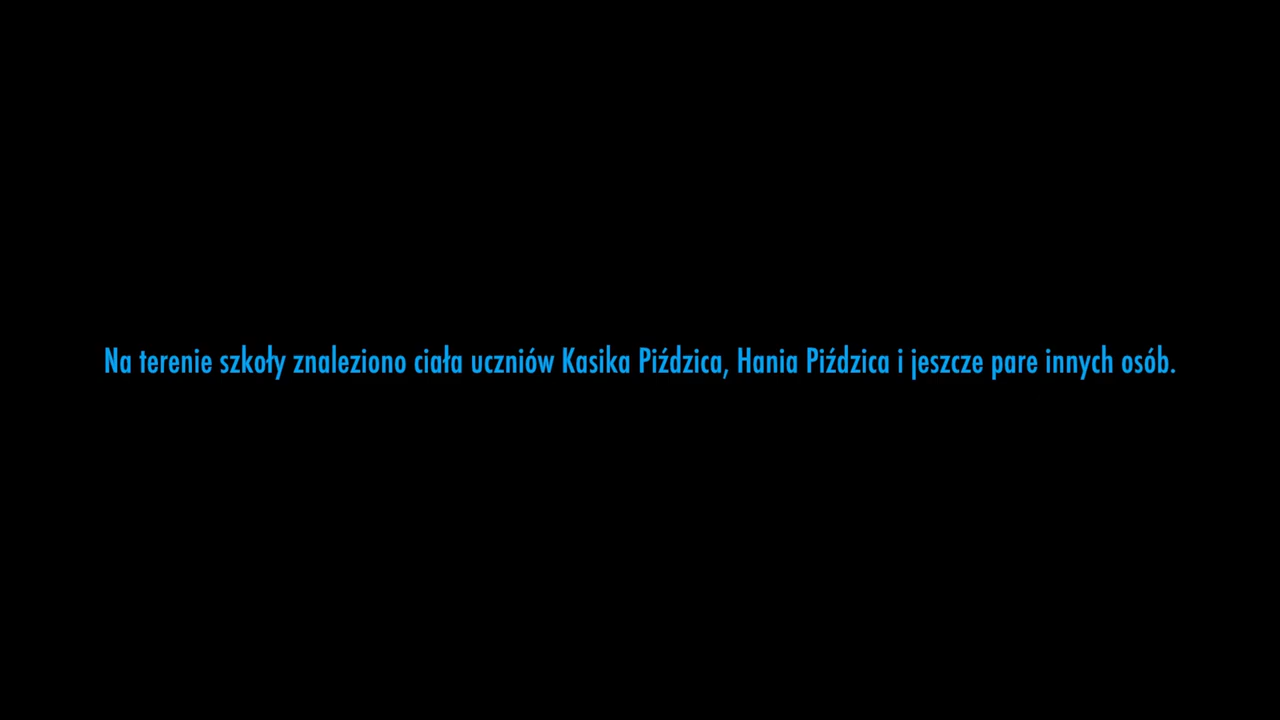 Na terenie szkoły znaleziono ciała uczniów Kasika Piździca, Hania Piździca i jeszcze pare innych osób.